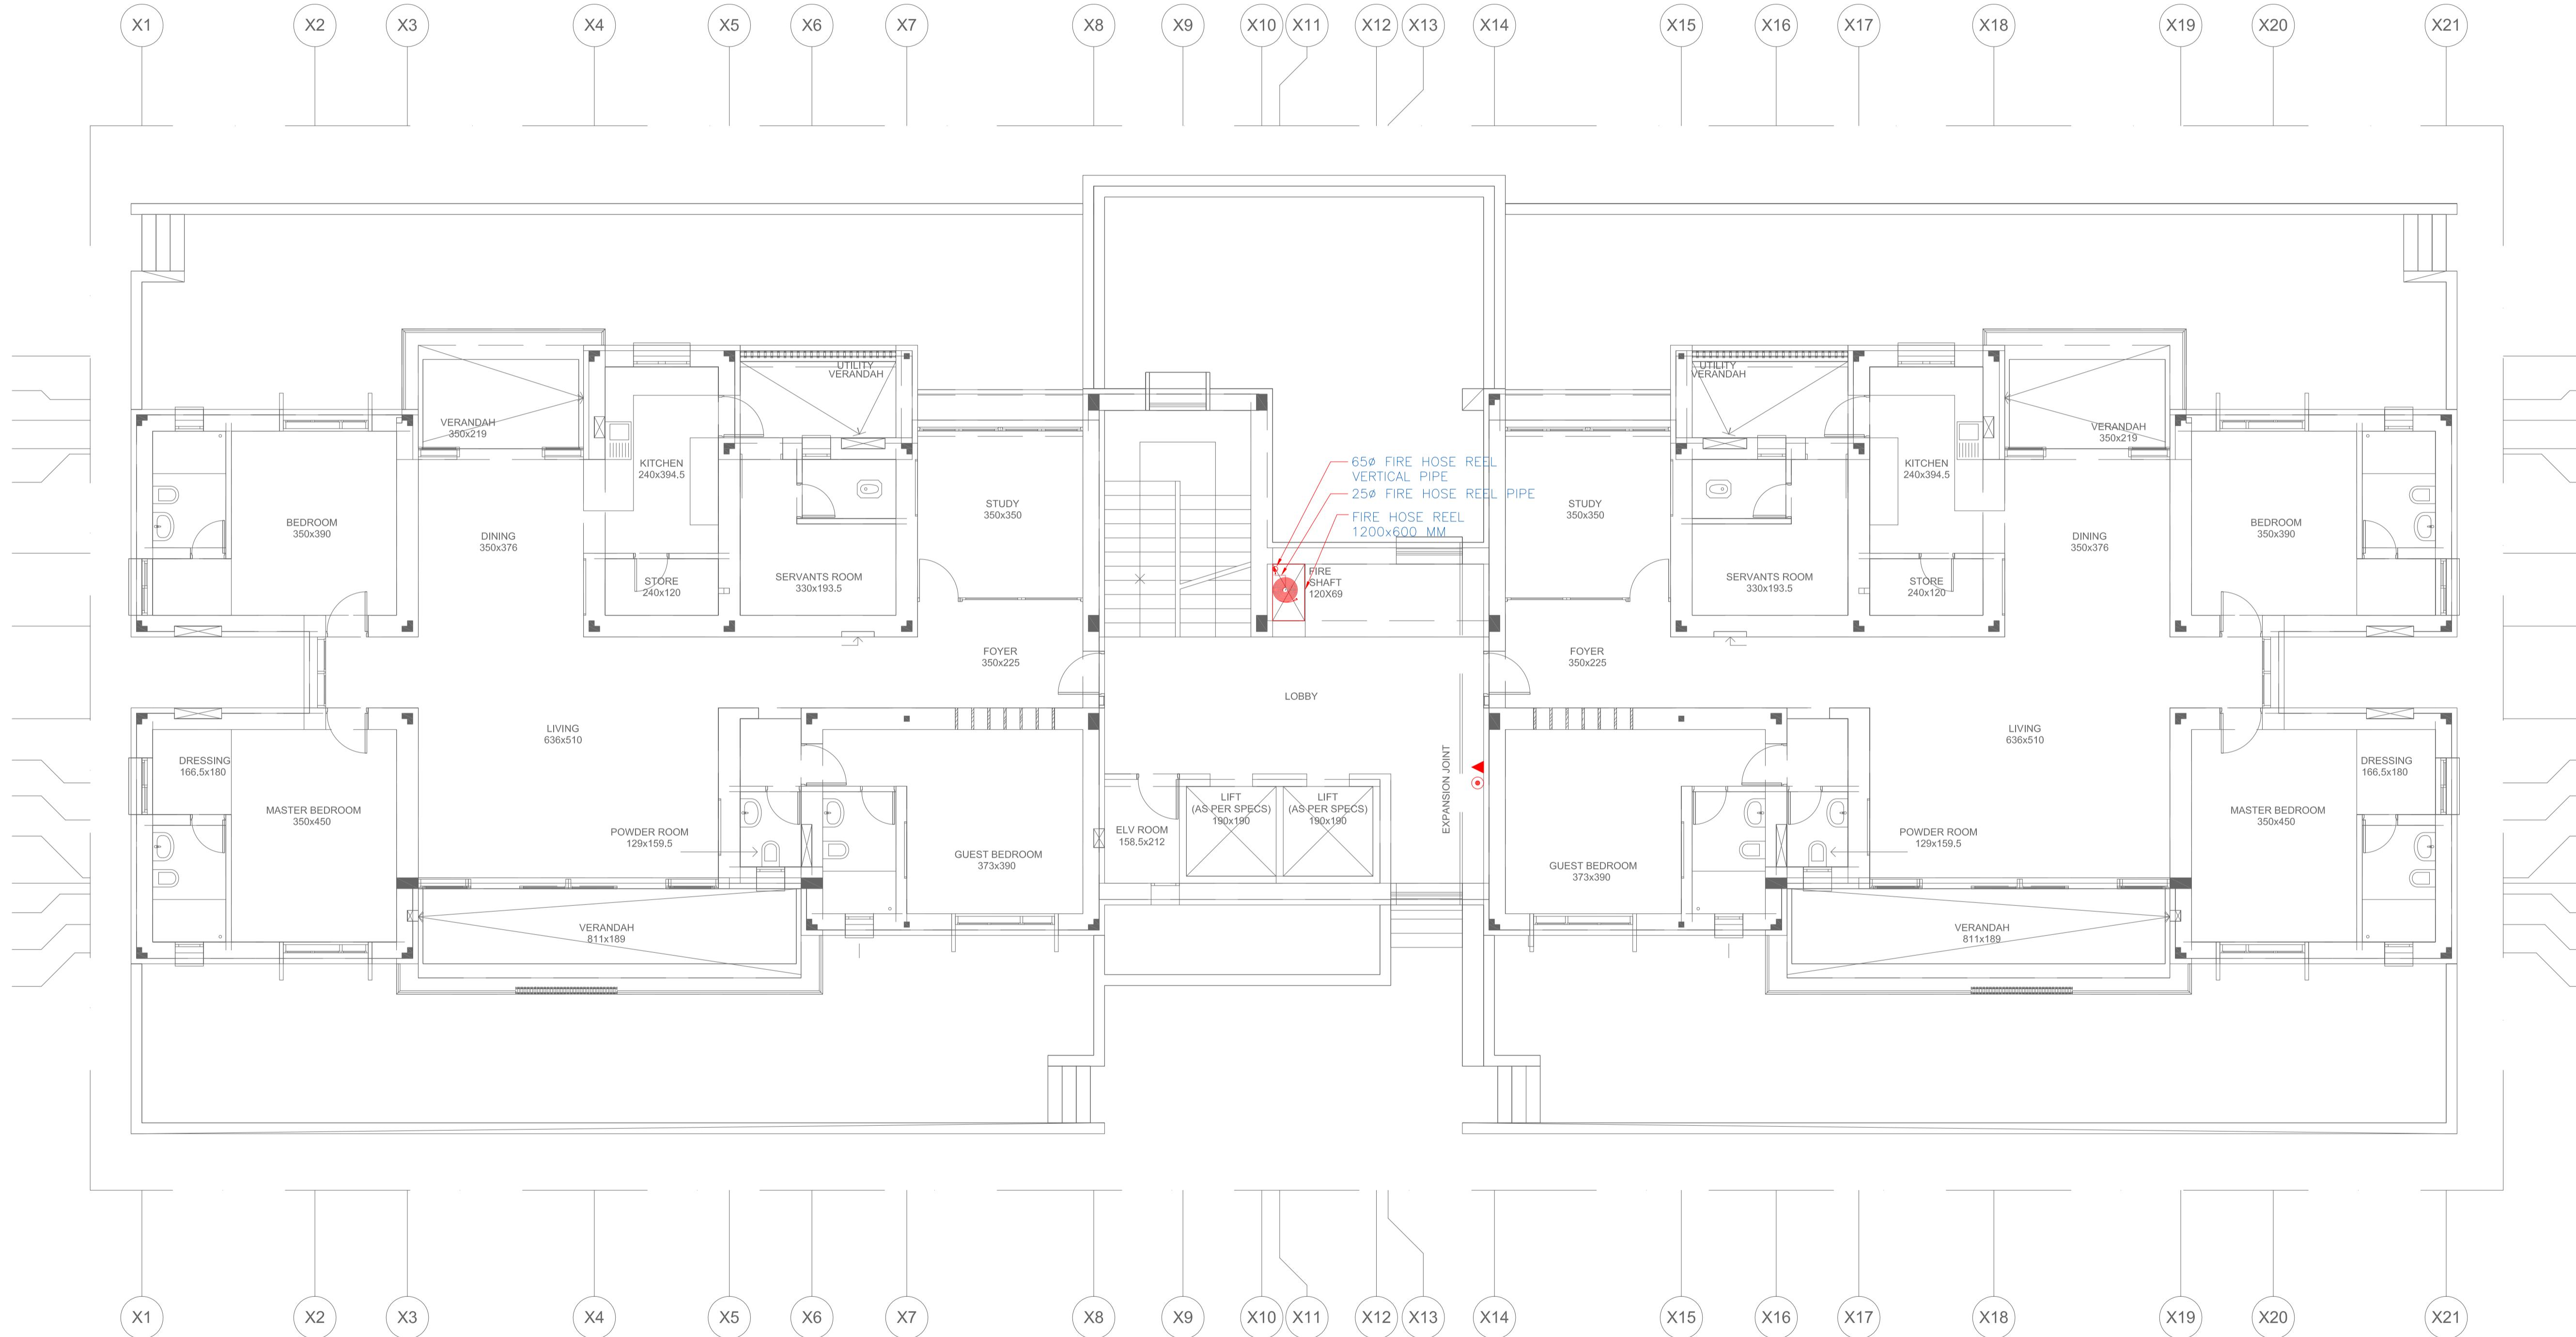 X1 X2 X3 X4 X5 X6 X7 X8 X9 X10 X11 X12 X13 X14 X15 X16 X17 X18 X19 X20 X21
UTILITY
VERANDAH
UTILITY
VERANDAH
VERANDAH
350x219
VERANDAH
350x219
KITCHEN
240x394.5
65ø FIRE HOSE REEL
VERTICAL PIPE
25ø FIRE HOSE REEL PIPE
FIRE HOSE REEL
1200x600 MM
KITCHEN
240x394.5
BEDROOM
350x390
DINING
350x376
STUDY
350x350
STUDY
350x350
DINING
350x376
BEDROOM
350x390
STORE
240x120
SERVANTS ROOM
330x193.5
FIRE
SHAFT
120X69
SERVANTS ROOM
330x193.5
STORE
240x120
FOYER
350x225
FOYER
350x225
LOBBY
LIVING
636x510
LIVING
636x510
DRESSING
166.5x180
EXPANSION JOINT
DRESSING
166.5x180
MASTER BEDROOM
350x450
LIFT
(AS PER SPECS)
190x190
LIFT
(AS PER SPECS)
190x190
MASTER BEDROOM
350x450
POWDER ROOM
129x159.5
ELV ROOM
158.5x212
POWDER ROOM
129x159.5
GUEST BEDROOM
373x390
GUEST BEDROOM
373x390
VERANDAH
811x189
VERANDAH
811x189
X1 X2 X3 X4 X5 X6 X7 X8 X9 X10 X11 X12 X13 X14 X15 X16 X17 X18 X19 X20 X21